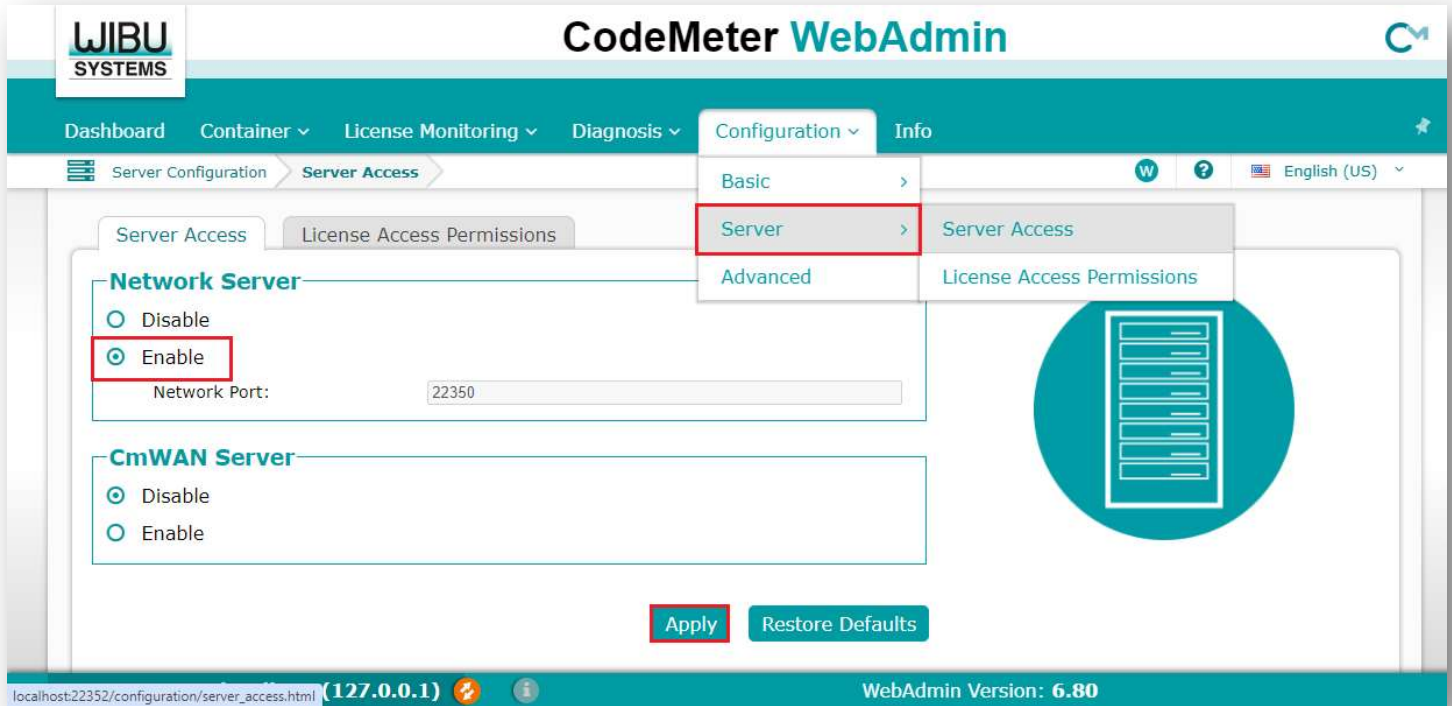 WIBU
SYSTEMS
CodeMeter WebAdmin
Dashboard Container License Monitoring Diagnosis Configuration Info
Server Configuration Server Access
W ? English (US)
Basic
Server
Advanced
Server Access
License Access Permissions
Server Access License Access Permissions
Network Server
Disable
Enable
Network Port: 22350
CmWAN Server
Disable
Enable
Apply Restore Defaults
localhost:22352/configuration/server_access.html (127.0.0.1) i WebAdmin Version: 6.80